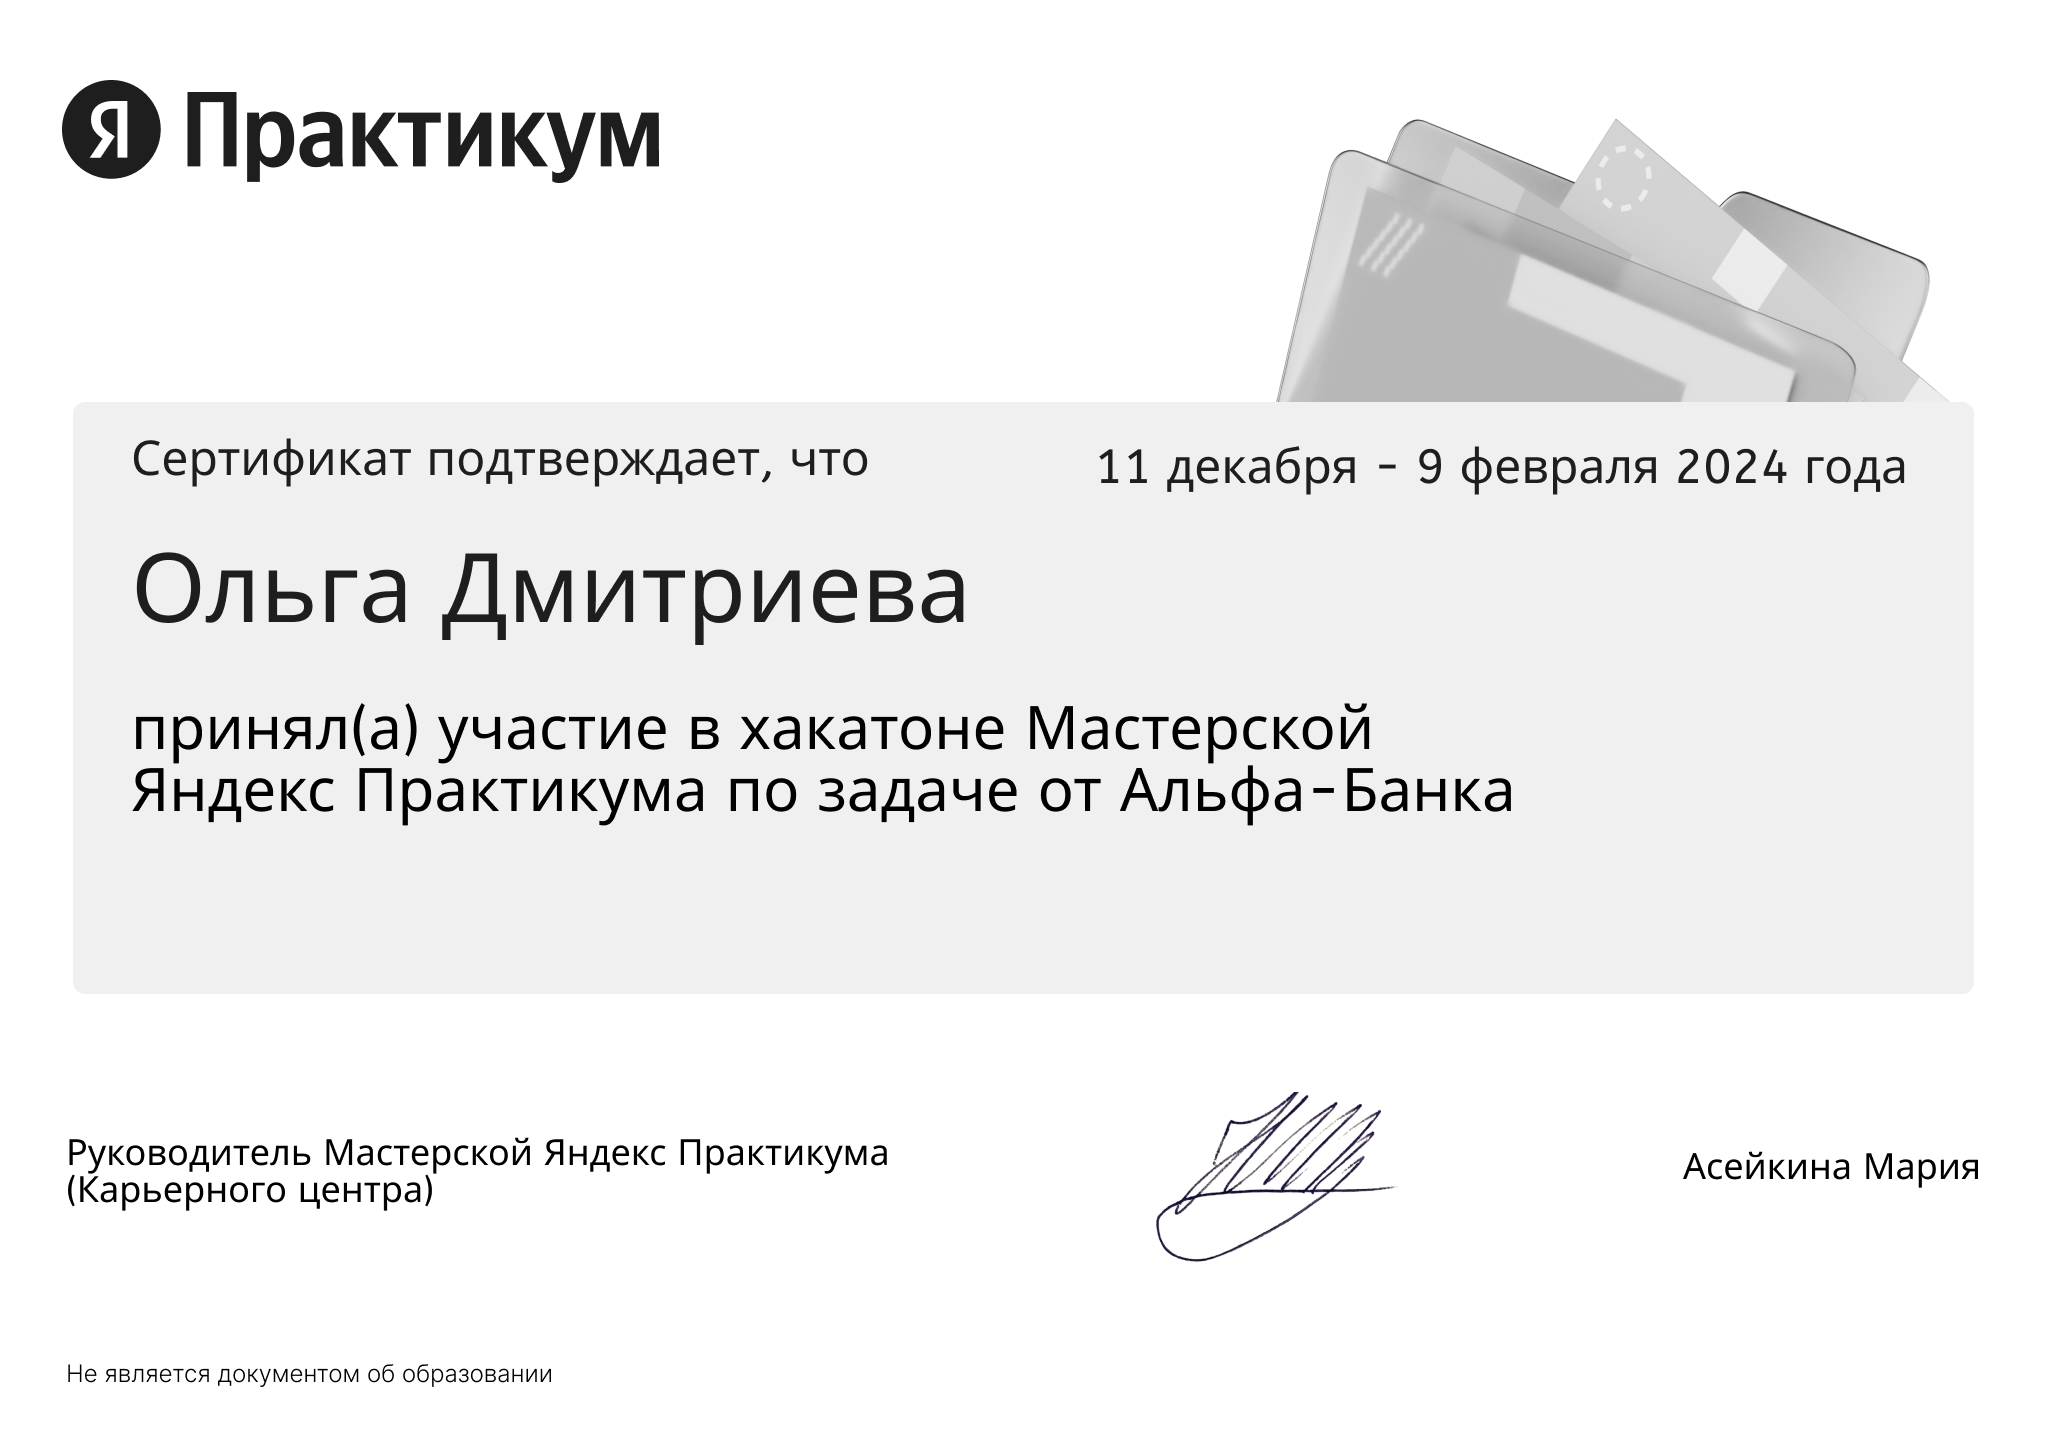 Я Практикум
Сертификат подтверждает, что
11 декабря - 9 февраля 2024 года
Ольга Дмитриева
принял(а) участие в хакатоне Мастерской
Яндекс Практикума по задаче от Альфа-Банка
Руководитель Мастерской Яндекс Практикума
(Карьерного центра)
Асейкина Мария
Не является документом об образовании